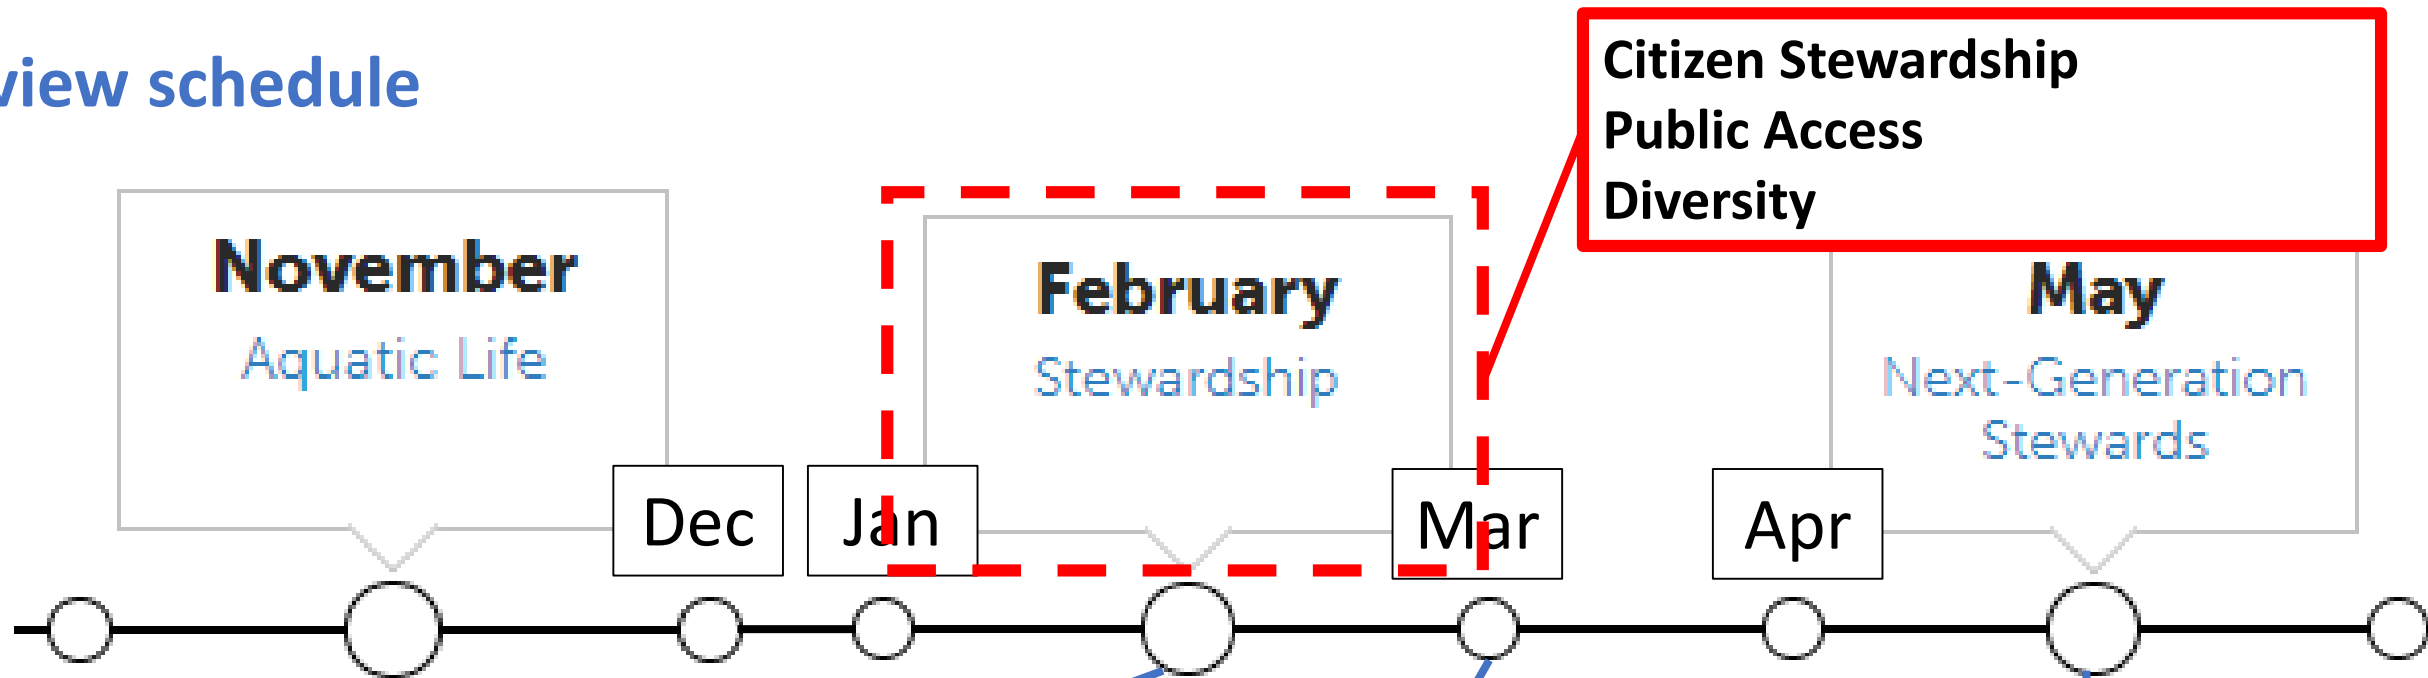 view schedule
Citizen Stewardship
Public Access
Diversity
November
Aquatic Life
February
Stewardship
May
Next-Generation
Stewards
Dec
Jan
Mar
Apr